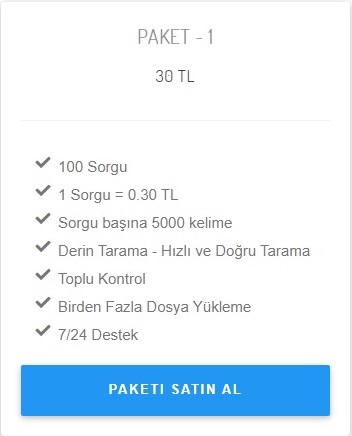 PAKET - 1
30 TL
100 Sorgu
1 Sorgu = 0.30 TL
Sorgu başına 5000 kelime
Derin Tarama - Hızlı ve Doğru Tarama
Toplu Kontrol
Birden Fazla Dosya Yükleme
7/24 Destek
PAKETI SATIN AL